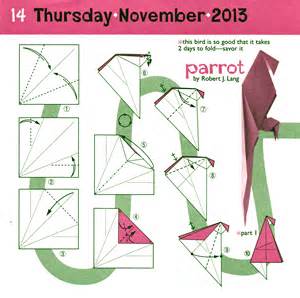 14 Thursday•November•2013
★this bird is so good that it takes
2 days to fold—savor it
parrot
by Robert J. Lang
1
2
3
4
5
6
7
8
9
10
★part 1